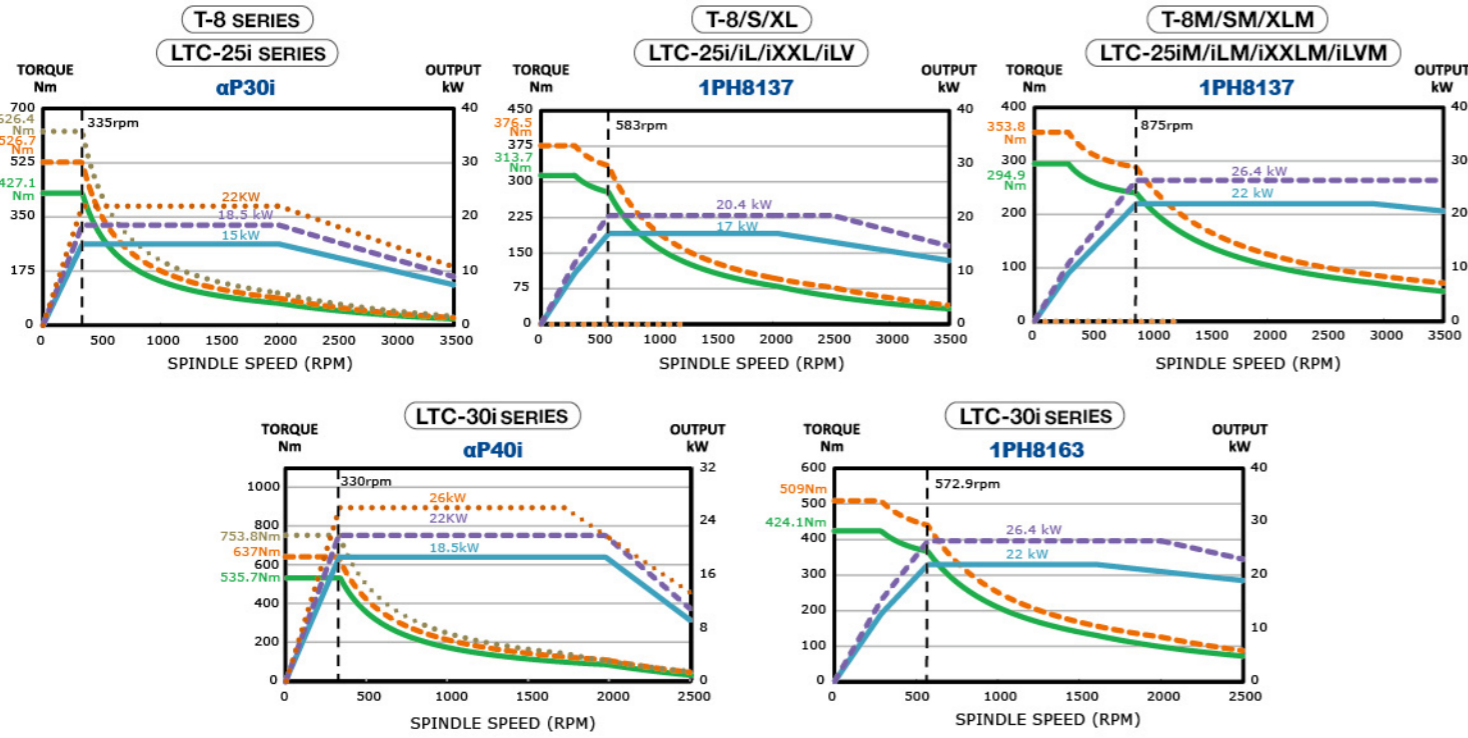 T-8 SERIES
LTC-25i SERIES
TORQUE
Nm
αP30i
OUTPUT
kW
700
525
350
175
0
626.4
Nm
526.7
Nm
427.1
Nm
335rpm
22KW
18.5 kW
15kW
40
30
20
10
0
0 500 1000 1500 2000 2500 3000 3500
SPINDLE SPEED (RPM)
T-8/S/XL
LTC-25i/iL/iXXL/iLV
TORQUE
Nm
1PH8137
OUTPUT
kW
450
376.5
Nm
313.7
Nm
300
225
150
75
0
583rpm
20.4 kW
17 kW
40
30
20
10
0
0 500 1000 1500 2000 2500 3000 3500
SPINDLE SPEED (RPM)
T-8M/SM/XLM
LTC-25iM/iLM/iXXLM/iLVM
TORQUE
Nm
1PH8137
OUTPUT
kW
400
353.8
Nm
300
294.9
Nm
200
100
0
875rpm
26.4 kW
22 kW
40
30
20
10
0
0 500 1000 1500 2000 2500 3000 3500
SPINDLE SPEED (RPM)
LTC-30i SERIES
TORQUE
Nm
αP40i
OUTPUT
kW
1000
800
753.8Nm
637Nm
600
535.7Nm
400
200
0
330rpm
26kW
22KW
18.5kW
32
24
16
8
0
0 500 1000 1500 2000 2500
SPINDLE SPEED (RPM)
LTC-30i SERIES
TORQUE
Nm
1PH8163
OUTPUT
kW
600
509Nm
500
424.1Nm
400
300
200
100
0
572.9rpm
26.4 kW
22 kW
40
30
20
10
0
0 500 1000 1500 2000 2500
SPINDLE SPEED (RPM)